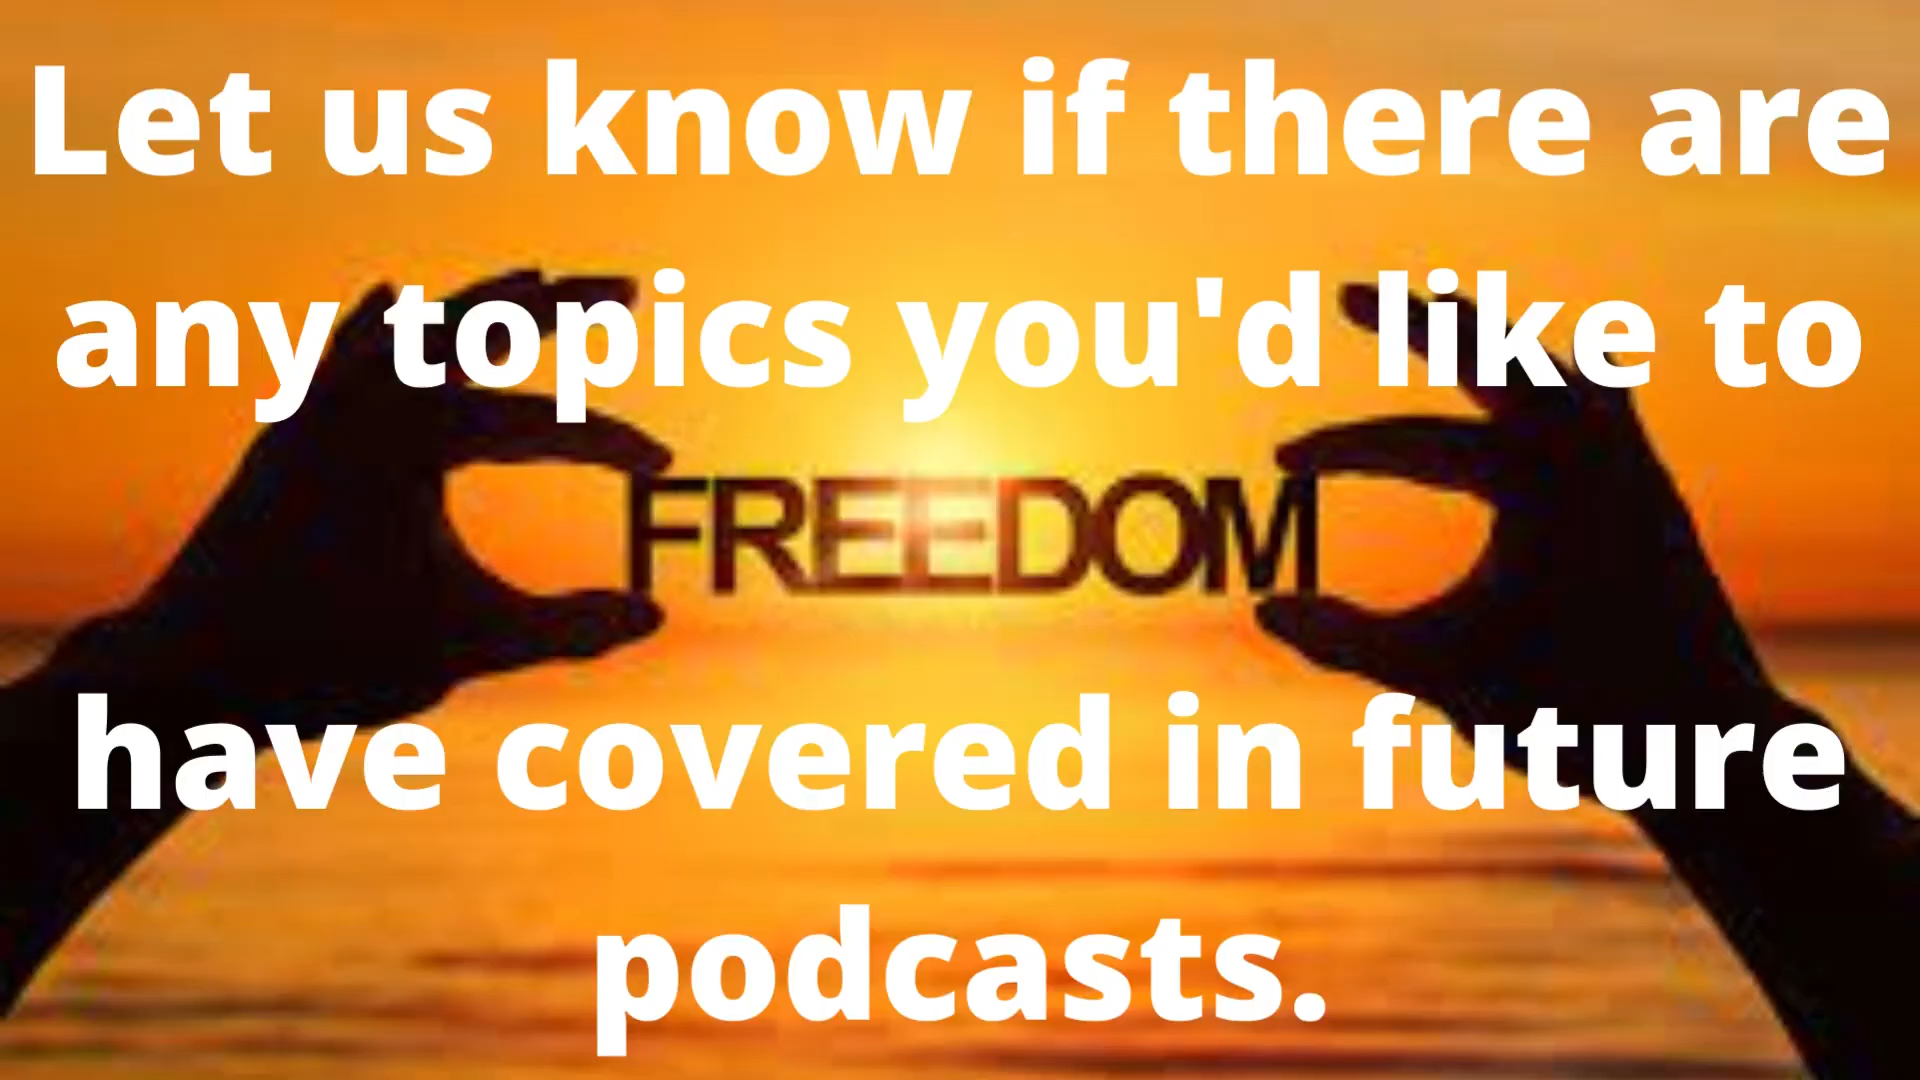 Let us know if there are
any topics you'd like to
FREEDOM
have covered in future
podcasts.